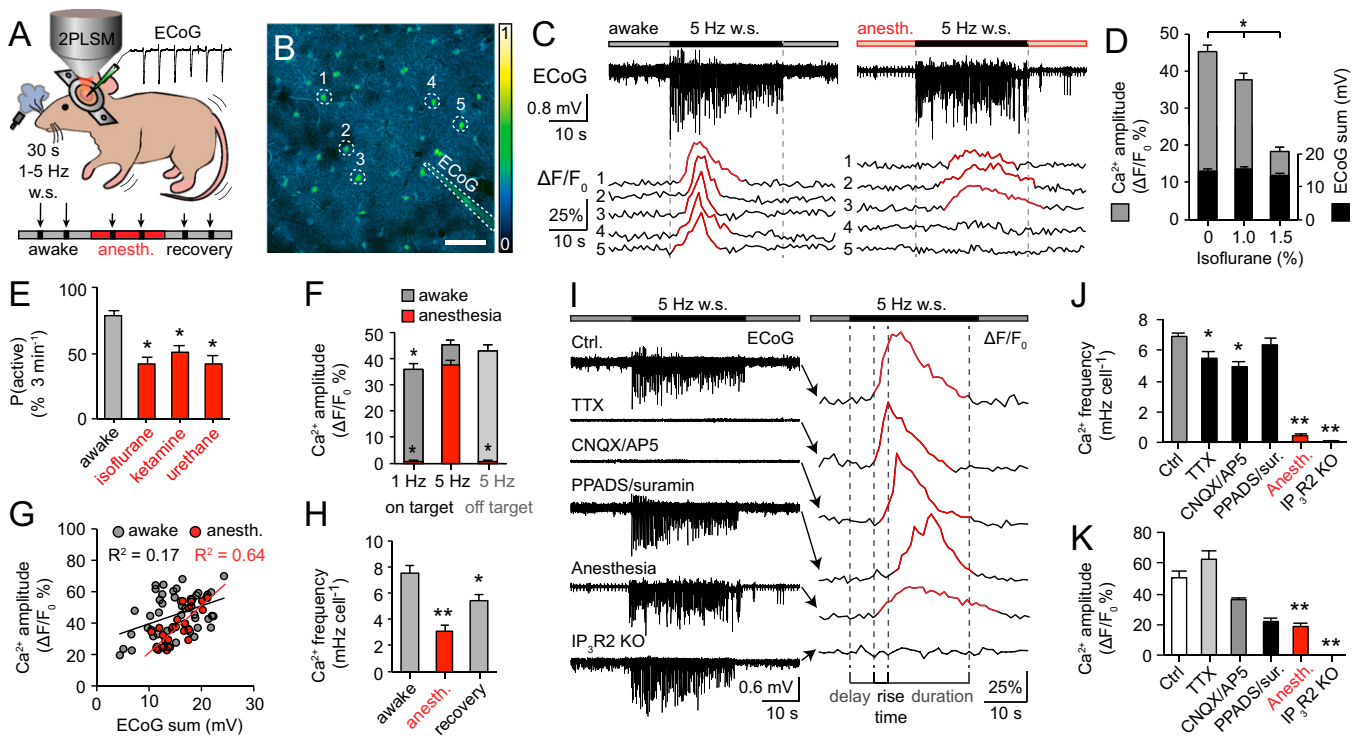 A
2PLSM
ECoG
30 s
1-5 Hz
w.s.
awake
anesth.
recovery
B
1
2
3
4
5
ECoG
1
0
C
awake
5 Hz w.s.
anesth.
5 Hz w.s.
ECoG
0.8 mV
10 s
ΔF/F₀
25%
10 s
1
2
3
4
5
1
2
3
4
5
D
*
Ca²⁺ amplitude
(ΔF/F₀ %)
50
40
30
20
10
0
20
10
0
ECoG sum (mV)
0
1.0
1.5
Isoflurane (%)
E
P(active)
(% 3 min⁻¹)
100
50
0
* * *
awake
isoflurane
ketamine
urethane
F
awake
anesthesia
Ca²⁺ amplitude
(ΔF/F₀ %)
50
40
30
20
10
0
*
*
*
1 Hz
5 Hz
5 Hz
on target
off target
G
awake
anesth.
R² = 0.17
R² = 0.64
Ca²⁺ amplitude
(ΔF/F₀ %)
100
80
60
40
20
0
0
10
20
30
ECoG sum (mV)
H
Ca²⁺ frequency
(mHz cell⁻¹)
8
6
4
2
0
**
*
awake
anesth.
recovery
I
5 Hz w.s.
5 Hz w.s.
Ctrl.
ECoG
ΔF/F₀
TTX
CNQX/AP5
PPADS/suramin
Anesthesia
IP₃R2 KO
0.6 mV
10 s
delay
rise
time
duration
25%
10 s
J
Ca²⁺ frequency
(mHz cell⁻¹)
8
6
4
2
0
*
*
**
**
Ctrl
TTX
CNQX/AP5
PPADS/sur.
Anesth.
IP₃R2 KO
K
Ca²⁺ amplitude
(ΔF/F₀ %)
80
60
40
20
0
**
**
Ctrl
TTX
CNQX/AP5
PPADS/sur.
Anesth.
IP₃R2 KO